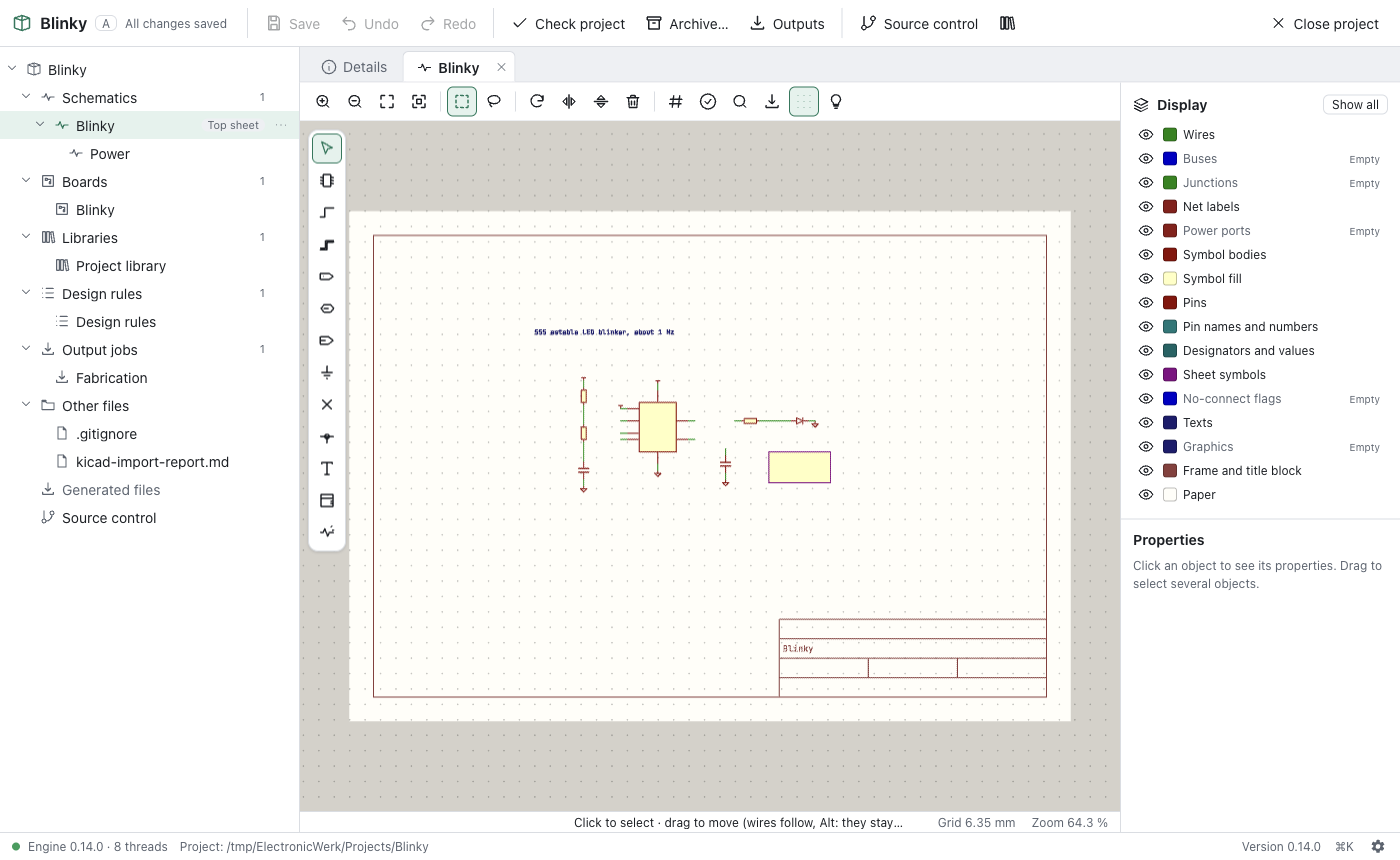 Blinky A All changes saved Save Undo Redo Check project Archive... Outputs Source control Close project
Blinky
Schematics 1
Blinky Top sheet ...
Power
Boards 1
Blinky
Libraries 1
Project library
Design rules 1
Design rules
Output jobs 1
Fabrication
Other files
.gitignore
kicad-import-report.md
Generated files
Source control
Details Blinky
555 astable LED blinker, about 1 Hz
Blinky
Click to select · drag to move (wires follow, Alt: they stay... Grid 6.35 mm Zoom 64.3 %
Display Show all
Wires
Buses Empty
Junctions Empty
Net labels
Power ports Empty
Symbol bodies
Symbol fill
Pins
Pin names and numbers
Designators and values
Sheet symbols
No-connect flags Empty
Texts
Graphics Empty
Frame and title block
Paper
Properties
Click an object to see its properties. Drag to
select several objects.
Engine 0.14.0 · 8 threads Project: /tmp/ElectronicWerk/Projects/Blinky Version 0.14.0 ⌘K